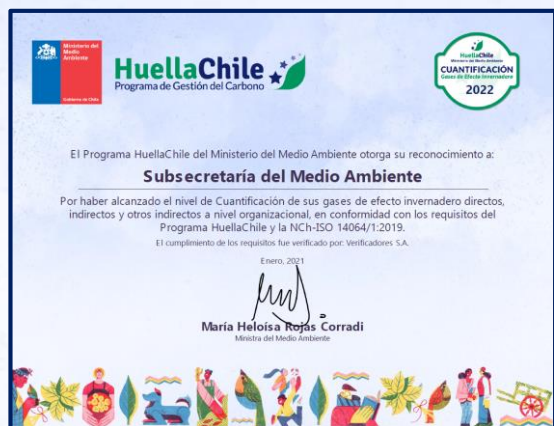 Ministerio del
Medio
Ambiente
Gobierno de Chile
HuellaChile
Programa de Gestión del Carbono
HuellaChile
Ministerio del Medio Ambiente
CUANTIFICACIÓN
Gases de Efecto Invernadero
2022
El Programa HuellaChile del Ministerio del Medio Ambiente otorga su reconocimiento a:
Subsecretaría del Medio Ambiente
Por haber alcanzado el nivel de Cuantificación de sus gases de efecto invernadero directos,
indirectos y otros indirectos a nivel organizacional, en conformidad con los requisitos del
Programa HuellaChile y la NCh-ISO 14064/1:2019.
El cumplimiento de los requisitos fue verificado por: Verificadores S.A.
Enero, 2021
María Heloísa Rojas Corradi
Ministra del Medio Ambiente